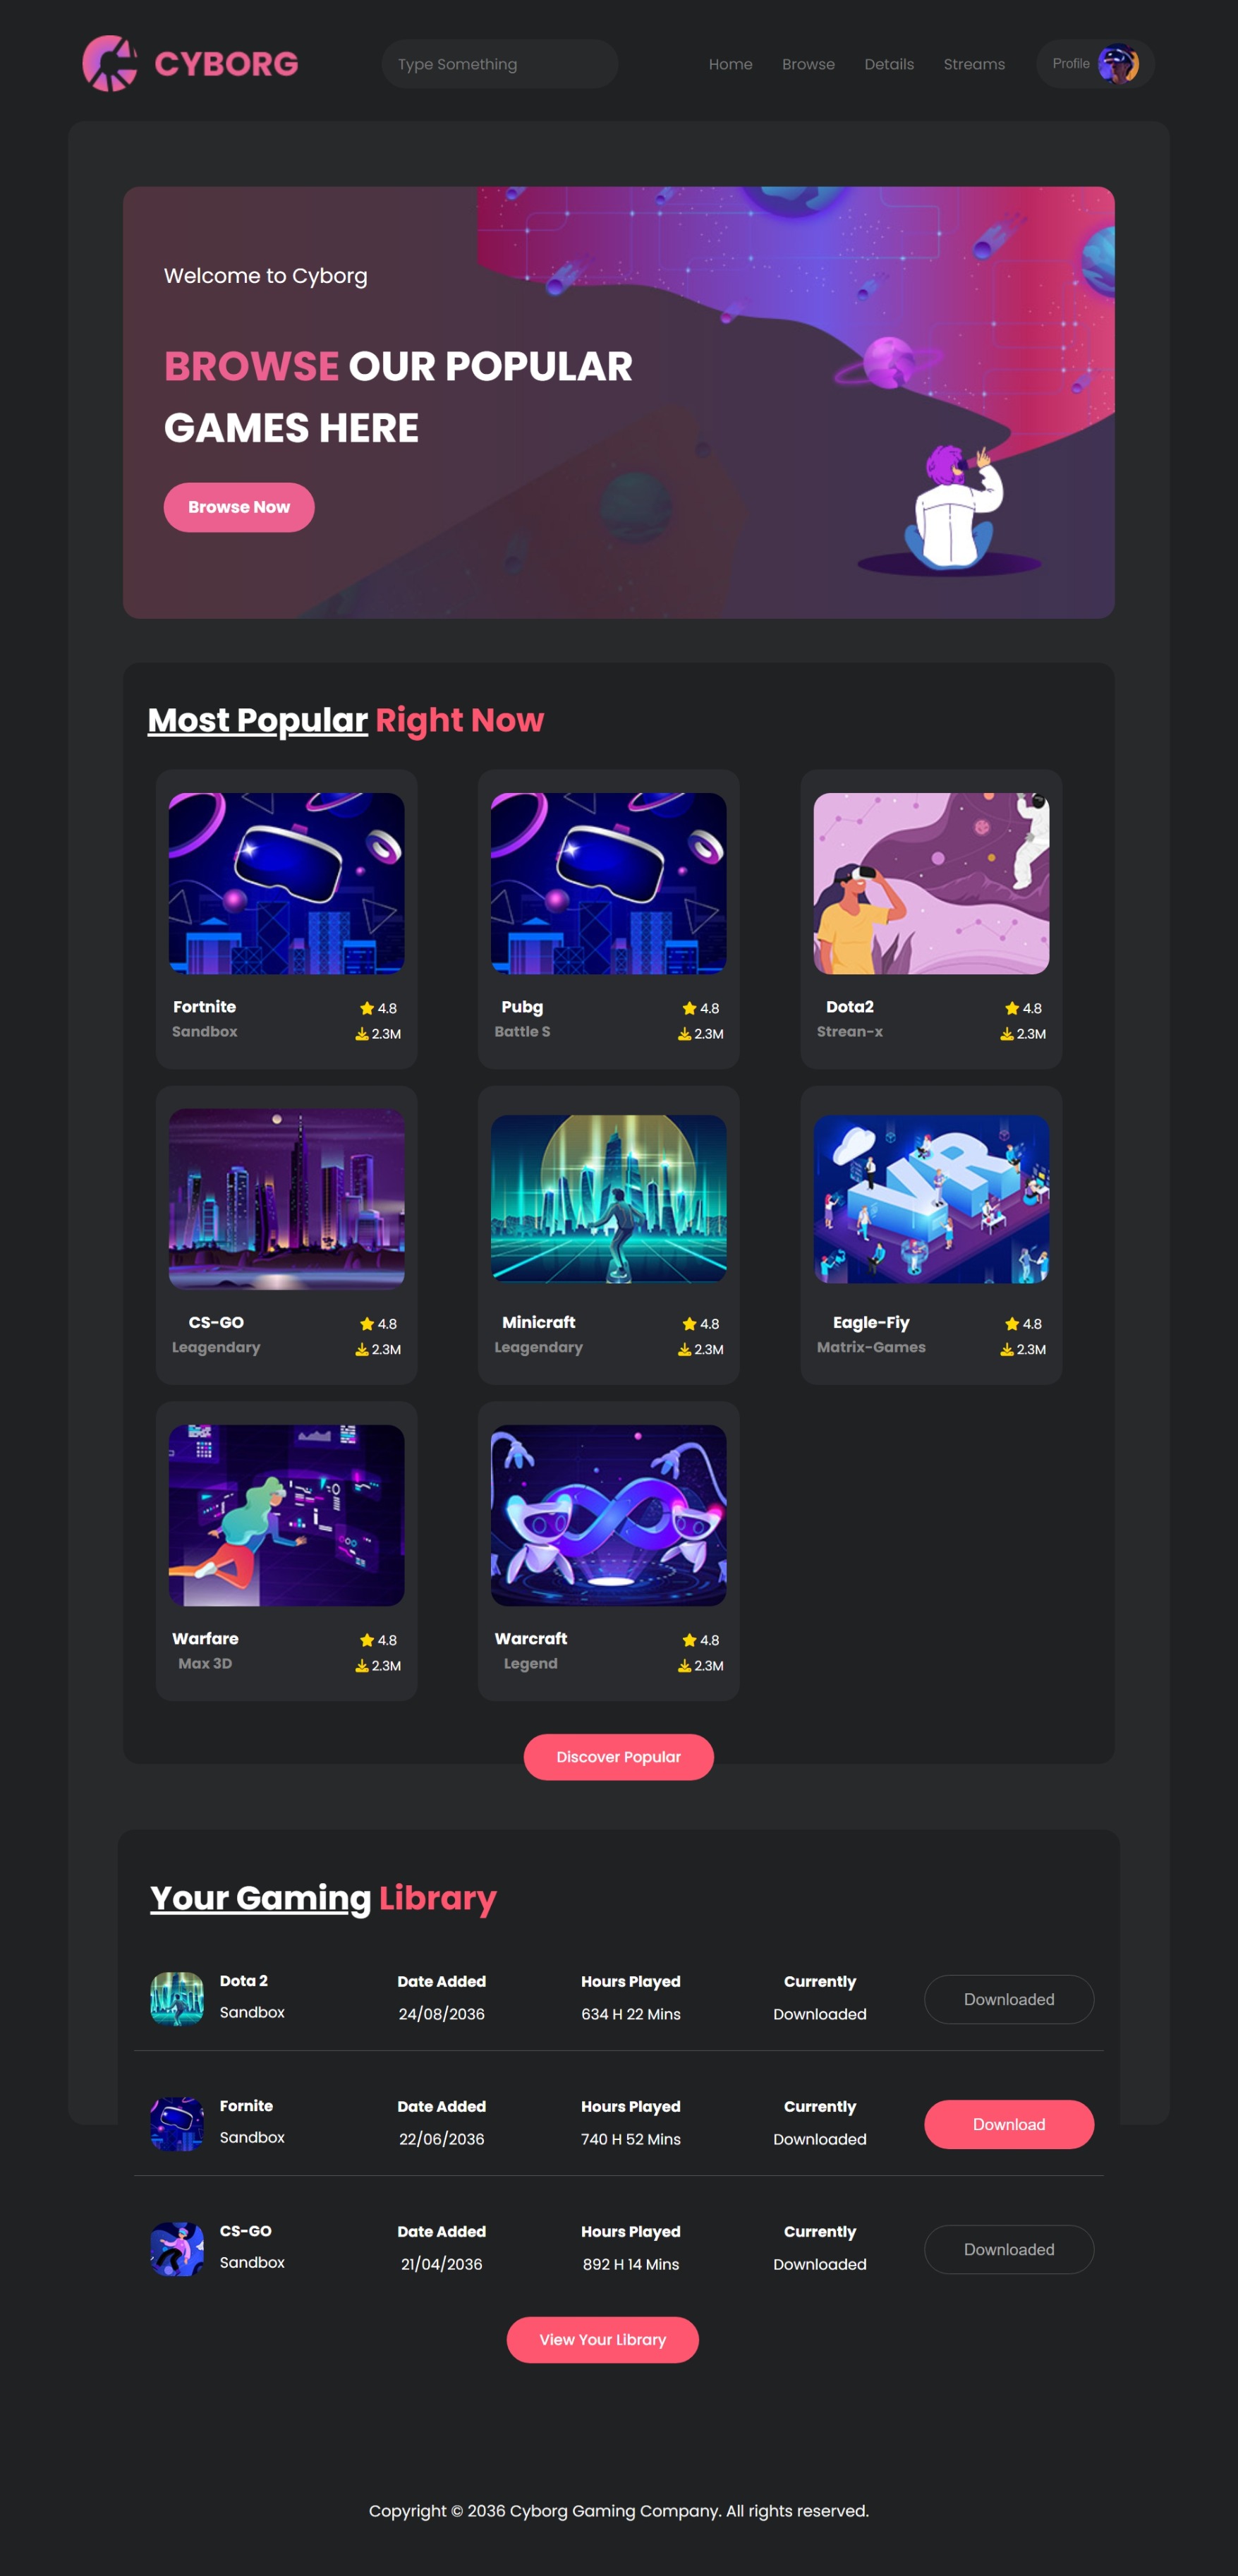 CYBORG
Type Something
Home
Browse
Details
Streams
Profile
Welcome to Cyborg
BROWSE OUR POPULAR
GAMES HERE
Browse Now
Most Popular Right Now
Fortnite
4.8
Sandbox
2.3M
Pubg
4.8
Battle S
2.3M
Dota2
4.8
Strean-x
2.3M
CS-GO
4.8
Leagendary
2.3M
Minicraft
4.8
Leagendary
2.3M
VR
Eagle-Fiy
4.8
Matrix-Games
2.3M
Warfare
4.8
Max 3D
2.3M
Warcraft
4.8
Legend
2.3M
Discover Popular
Your Gaming Library
Dota 2
Date Added
Hours Played
Currently
Downloaded
Sandbox
24/08/2036
634 H 22 Mins
Downloaded
Fornite
Date Added
Hours Played
Currently
Download
Sandbox
22/06/2036
740 H 52 Mins
Downloaded
CS-GO
Date Added
Hours Played
Currently
Downloaded
Sandbox
21/04/2036
892 H 14 Mins
Downloaded
View Your Library
Copyright © 2036 Cyborg Gaming Company. All rights reserved.